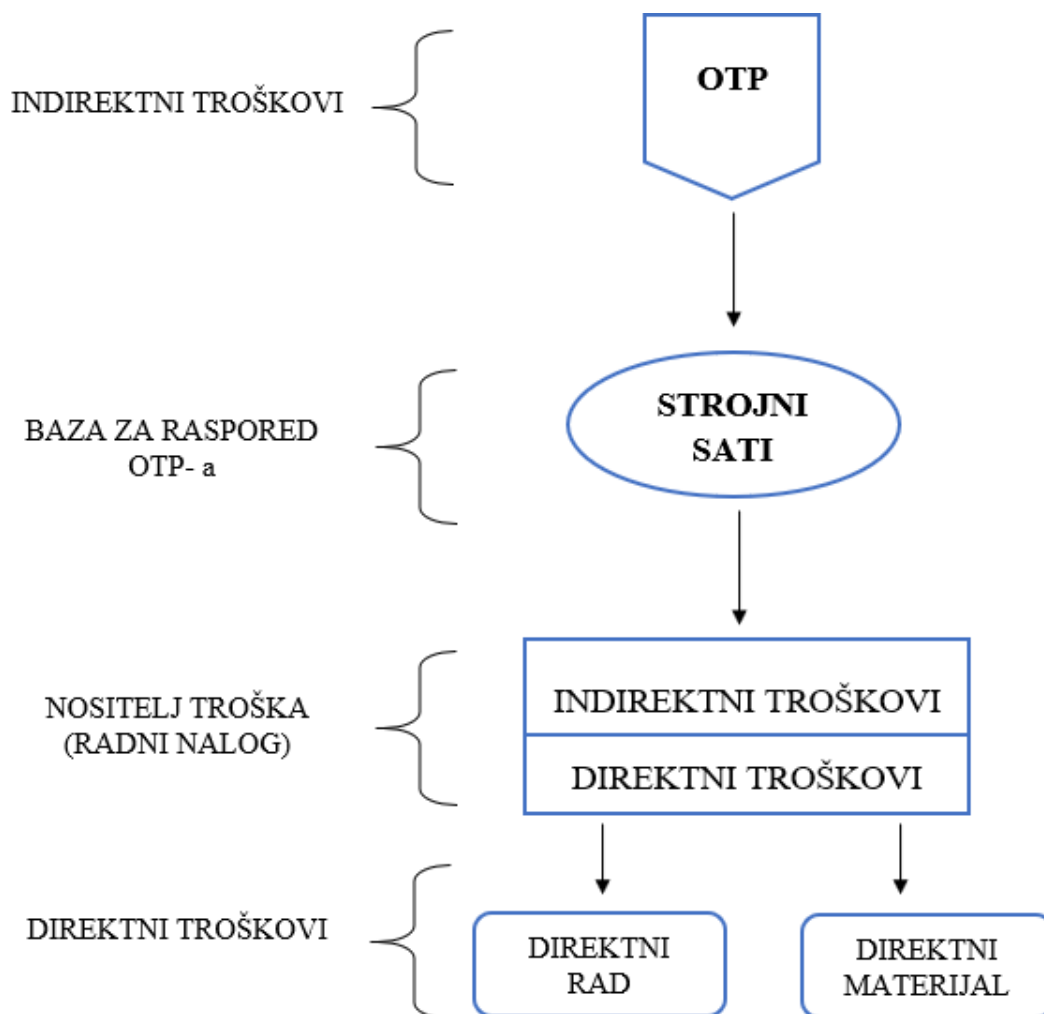 INDIREKTNI TROŠKOVI
OTP
BAZA ZA RASPORED
OTP- a
STROJNI
SATI
NOSITELJ TROŠKA
(RADNI NALOG)
INDIREKTNI TROŠKOVI
DIREKTNI TROŠKOVI
DIREKTNI TROŠKOVI
DIREKTNI
RAD
DIREKTNI
MATERIJAL